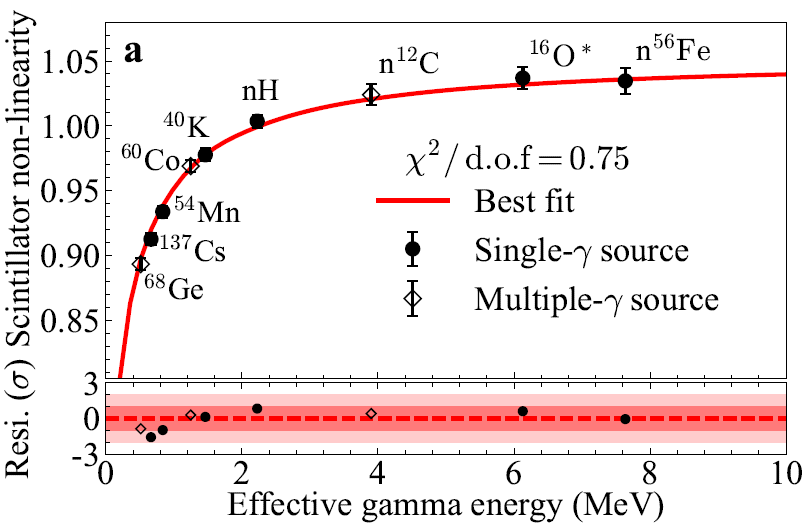 Resi. (σ) Scintillator non-linearity
a
1.05
1.00
0.95
0.90
0.85
⁶⁸Ge
¹³⁷Cs
⁵⁴Mn
⁶⁰Co
⁴⁰K
nH
n¹²C
¹⁶O*
n⁵⁶Fe
χ²/d.o.f=0.75
Best fit
Single-γ source
Multiple-γ source
3
3
0
-3
0 2 4 6 8 10
Effective gamma energy (MeV)